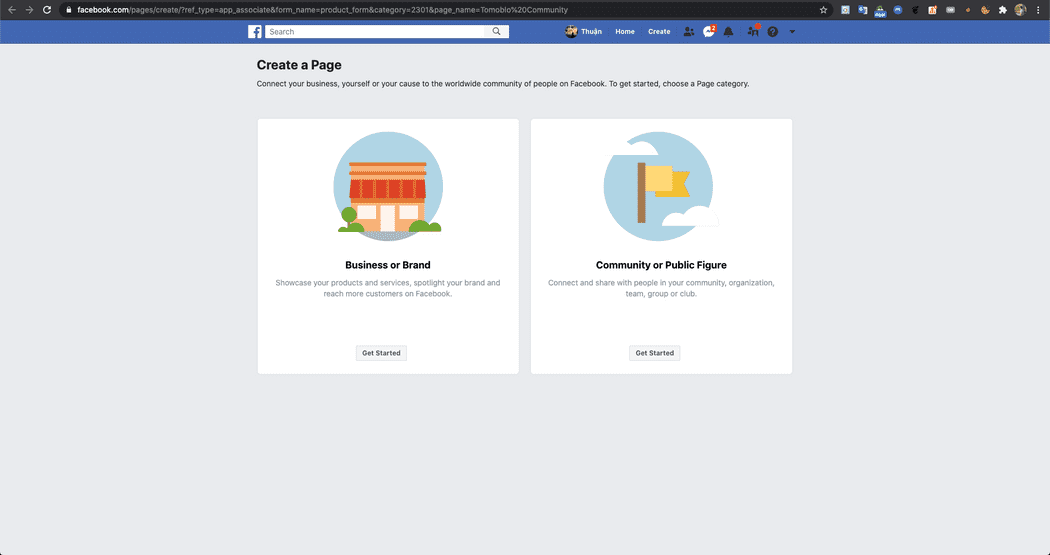 facebook.com/pages/create/?ref_type=app_associate&form_name=product_form&category=2301&page_name=Tomoblo%20Community
Search
Thuận
Home
Create
2
Create a Page
Connect your business, yourself or your cause to the worldwide community of people on Facebook. To get started, choose a Page category.
Business or Brand
Showcase your products and services, spotlight your brand and
reach more customers on Facebook.
Get Started
Community or Public Figure
Connect and share with people in your community, organization,
team, group or club.
Get Started